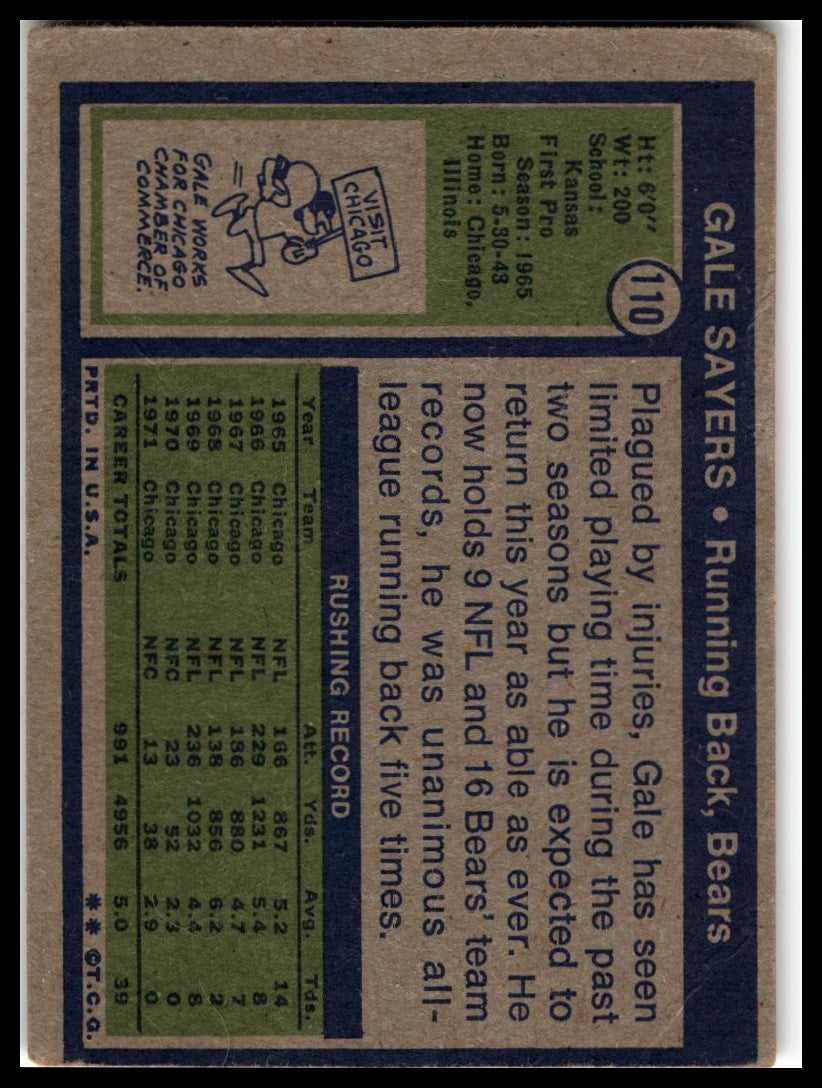 GALE SAYERS • Running Back, Bears
110
Ht: 6'0"
Wt: 200
School:
Kansas
First Pro
Season: 1965
Born: 5-30-43
Home: Chicago,
Illinois
VISIT
CHICAGO
GALE WORKS
FOR CHICAGO
CHAMBER OF
COMMERCE.
Plagued by injuries, Gale has seen
limited playing time during the past
two seasons but he is expected to
return this year as able as ever. He
now holds 9 NFL and 16 Bears' team
records, he was unanimous all-
league running back five times.
RUSHING RECORD
Year Team Att. Yds. Avg. Tds.
1965 Chicago NFL 166 867 5.2 14
1966 Chicago NFL 229 1231 5.4 8
1967 Chicago NFL 186 880 4.7 7
1968 Chicago NFL 138 856 6.2 2
1969 Chicago NFL 236 1032 4.4 8
1970 Chicago NFC 23 52 2.3 0
1971 Chicago NFC 13 38 2.9 0
CAREER TOTALS 991 4956 5.0 39
PRTD. IN U.S.A. ** ©T.C.G.